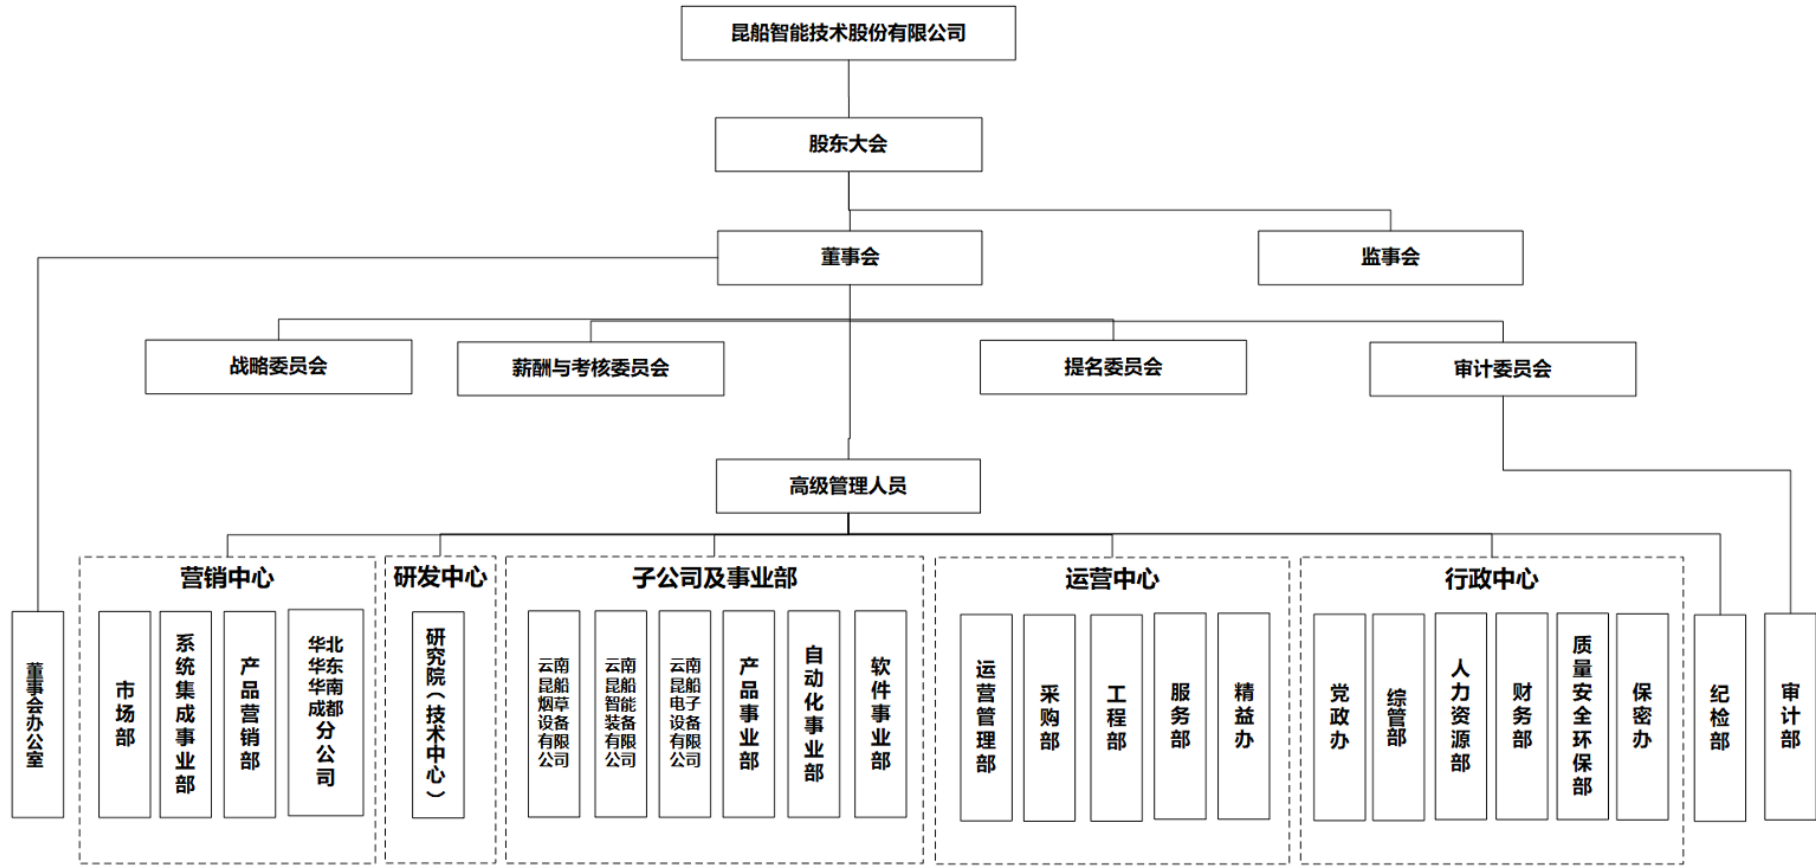 昆船智能技术股份有限公司
股东大会
董事会
监事会
战略委员会
薪酬与考核委员会
提名委员会
审计委员会
高级管理人员
营销中心
研发中心
子公司及事业部
运营中心
行政中心
董事会办公室
市场部
系统集成事业部
产品营销部
华北
华东
华南
成都
分公司
研究院（技术中心）
云南昆船烟草设备有限公司
云南昆船智能装备有限公司
云南昆船电子设备有限公司
产品事业部
自动化事业部
软件事业部
运营管理部
采购部
工程部
服务部
精益办
党政办
综管部
人力资源部
财务部
质量安全环保部
保密办
纪检部
审计部